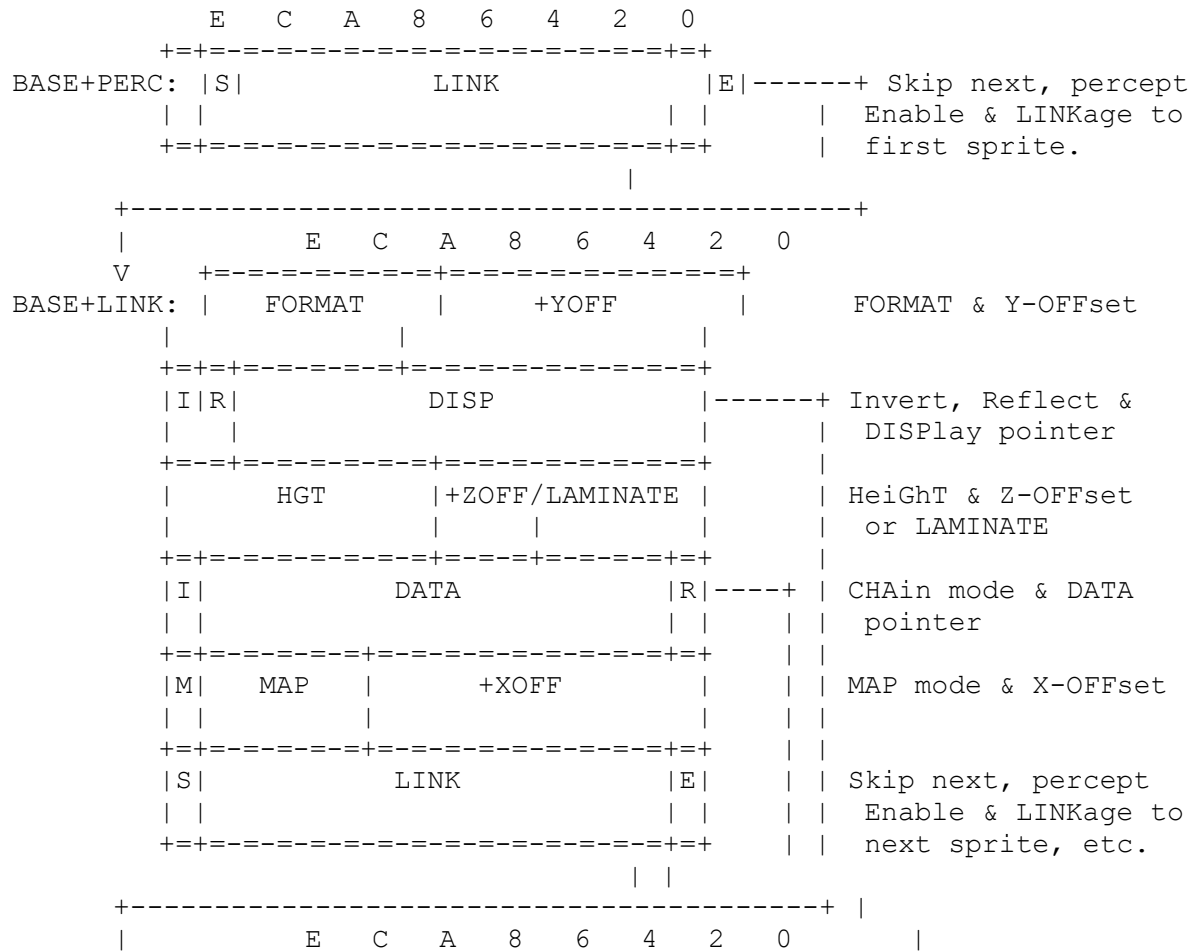 E   C   A   8   6   4   2   0
         +=+=-=-=-=-=-=-=-=-=-=-=-=-=+=+
BASE+PERC: |S|           LINK            |E|------+ Skip next, percept
         | |                           | |      |  Enable & LINKage to
         +=+=-=-=-=-=-=-=-=-=-=-=-=-=+=+      |  first sprite.
                                    |
      +-------------------------------------------+
      |          E   C   A   8   6   4   2   0
      V    +=-=-=-=-=-=-=+=-=-=-=-=-=-=-=-=+
BASE+LINK: |   FORMAT    |     +YOFF       |      FORMAT & Y-OFFset
         |             |                 |
         +=+=+=-=-=-=-=+=-=-=-=-=-=-=-=-=+
         |I|R|           DISP            |------+ Invert, Reflect &
         |   |                           |      |  DISPlay pointer
         +=-=+=-=-=-=-=-=+=-=-=-=-=-=-=-=+      |
         |      HGT      |+ZOFF/LAMINATE |      | HeiGhT & Z-OFFset
         |               |     |         |      |  or LAMINATE
         +=+=-=-=-=-=-=-=+=-=-=+=-=-=-=+=+      |
         |I|           DATA            |R|----+ | CHAin mode & DATA
         | |                           | |    | |  pointer
         +=+=-=-=-=-=+=-=-=-=-=-=-=-=-=+=+    | |
         |M|   MAP   |      +XOFF        |    | | MAP mode & X-OFFset
         | |         |                   |    | |
         +=+=-=-=-=-=+=-=-=-=-=-=-=-=-=+=+    | |
         |S|           LINK            |E|    | | Skip next, percept
         | |                           | |    | |  Enable & LINKage to
         +=+=-=-=-=-=-=-=-=-=-=-=-=-=+=+    | |  next sprite, etc.
                                    | |
      +-----------------------------------------+ |
      |          E   C   A   8   6   4   2   0       |